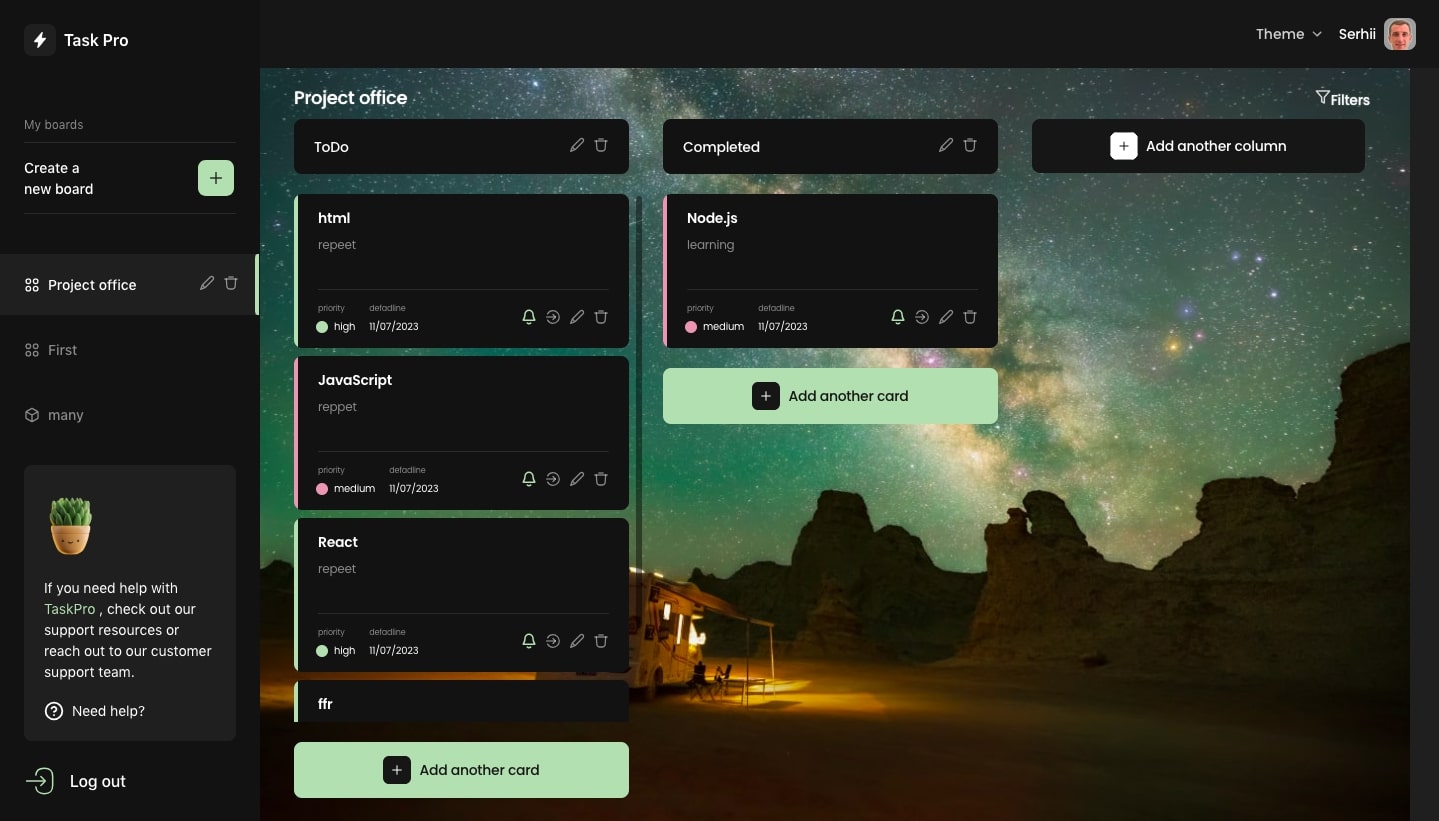 Task Pro
Theme
Serhii
My boards
Create a
new board
Project office
First
many
If you need help with
TaskPro , check out our
support resources or
reach out to our customer
support team.
Need help?
Log out
Project office
Filters
ToDo
html
repeet
priority defadline
high 11/07/2023
JavaScript
reppet
priority defadline
medium 11/07/2023
React
repeet
priority defadline
high 11/07/2023
ffr
Add another card
Completed
Node.js
learning
priority defadline
medium 11/07/2023
Add another card
Add another column